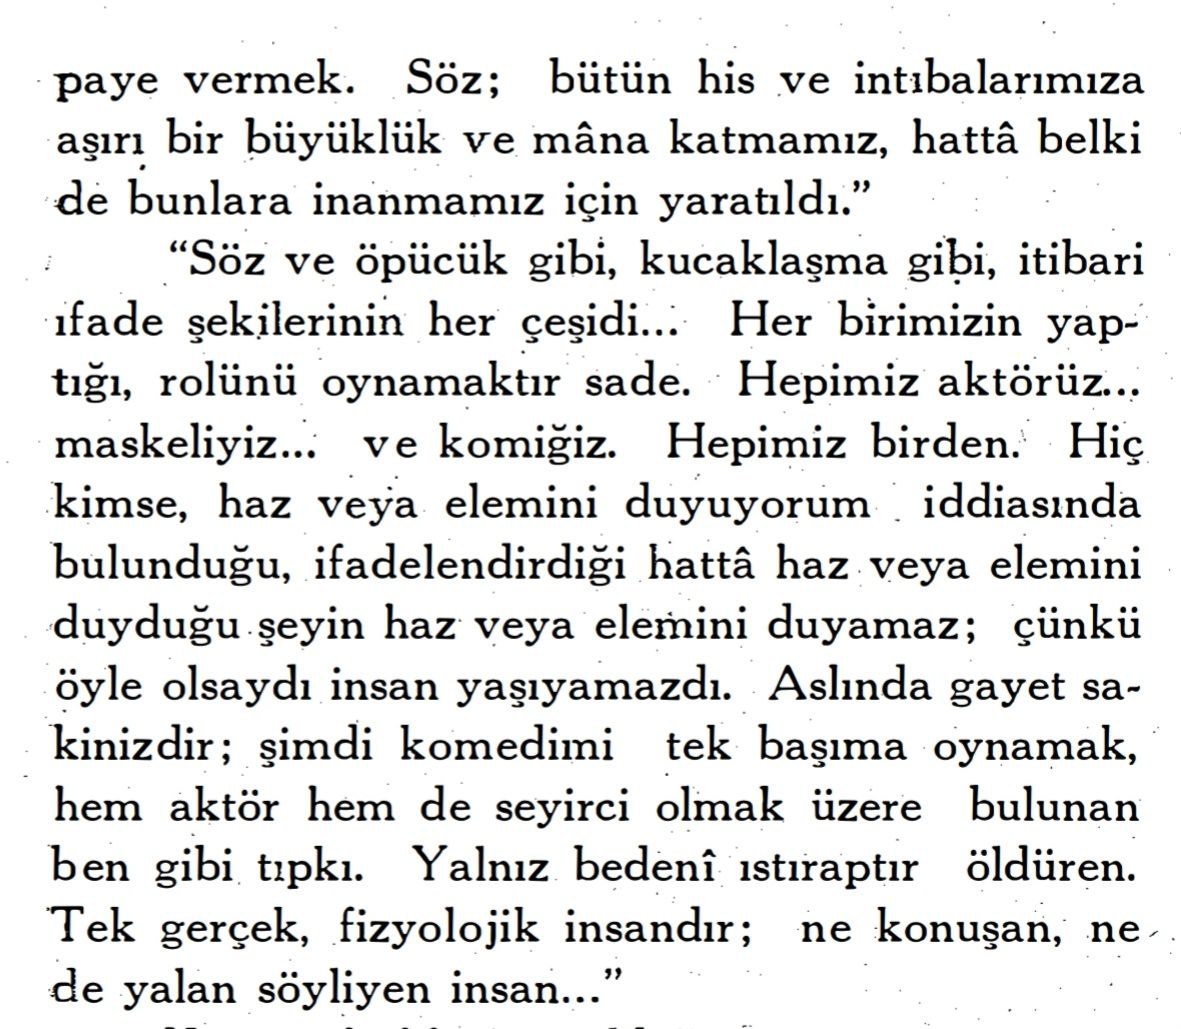 paye vermek. Söz; bütün his ve intıbalarımıza
aşırı bir büyüklük ve mâna katmamız, hattâ belki
de bunlara inanmamız için yaratıldı.”
“Söz ve öpücük gibi, kucaklaşma gibi, itibari
ıfade şekilerinin her çeşidi... Her birimizin yap-
tığı, rolünü oynamaktır sade. Hepimiz aktörüz...
maskeliyiz... ve komiğiz. Hepimiz birden. Hiç
kimse, haz veya elemini duyuyorum iddiasında
bulunduğu, ifadelendirdiği hattâ haz veya elemini
duyduğu şeyin haz veya elemini duyamaz; çünkü
öyle olsaydı insan yaşıyamazdı. Aslında gayet sa-
kinizdir; şimdi komedimi tek başıma oynamak,
hem aktör hem de seyirci olmak üzere bulunan
ben gibi tıpkı. Yalnız bedenî ıstıraptır öldüren.
Tek gerçek, fizyolojik insandır; ne konuşan, ne
de yalan söyliyen insan...”